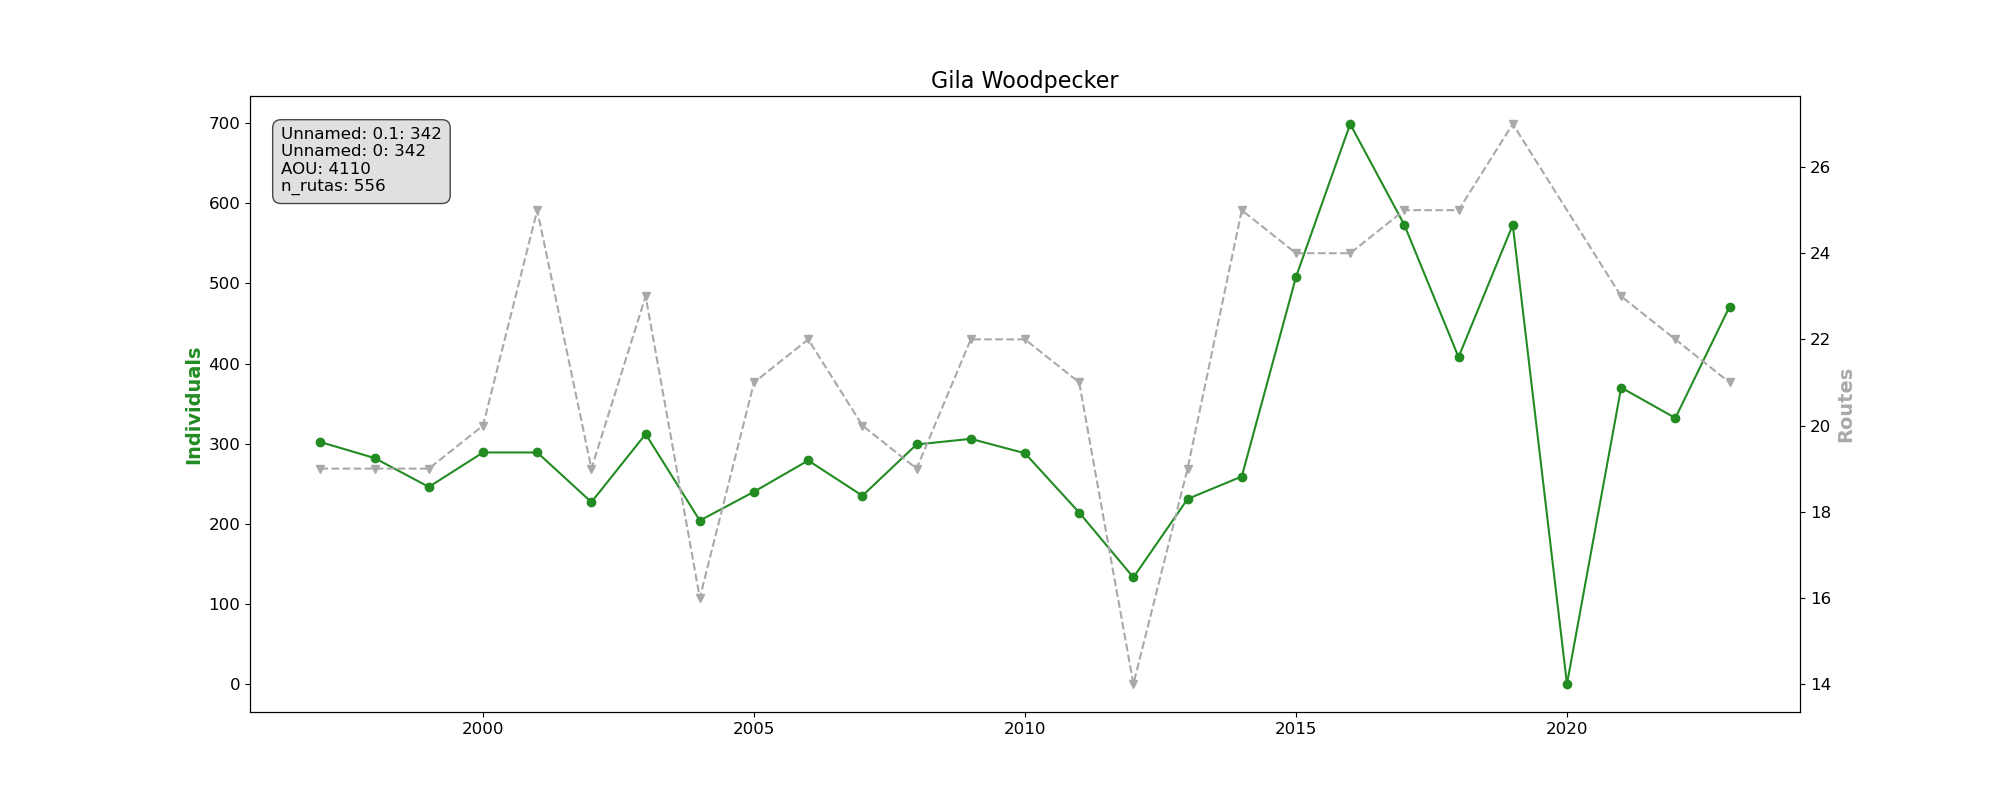 Gila Woodpecker
Unnamed: 0.1: 342
Unnamed: 0: 342
AOU: 4110
n_rutas: 556
700
600
500
400
300
200
100
0
Individuals
26
24
22
20
18
16
14
Routes
2000 2005 2010 2015 2020